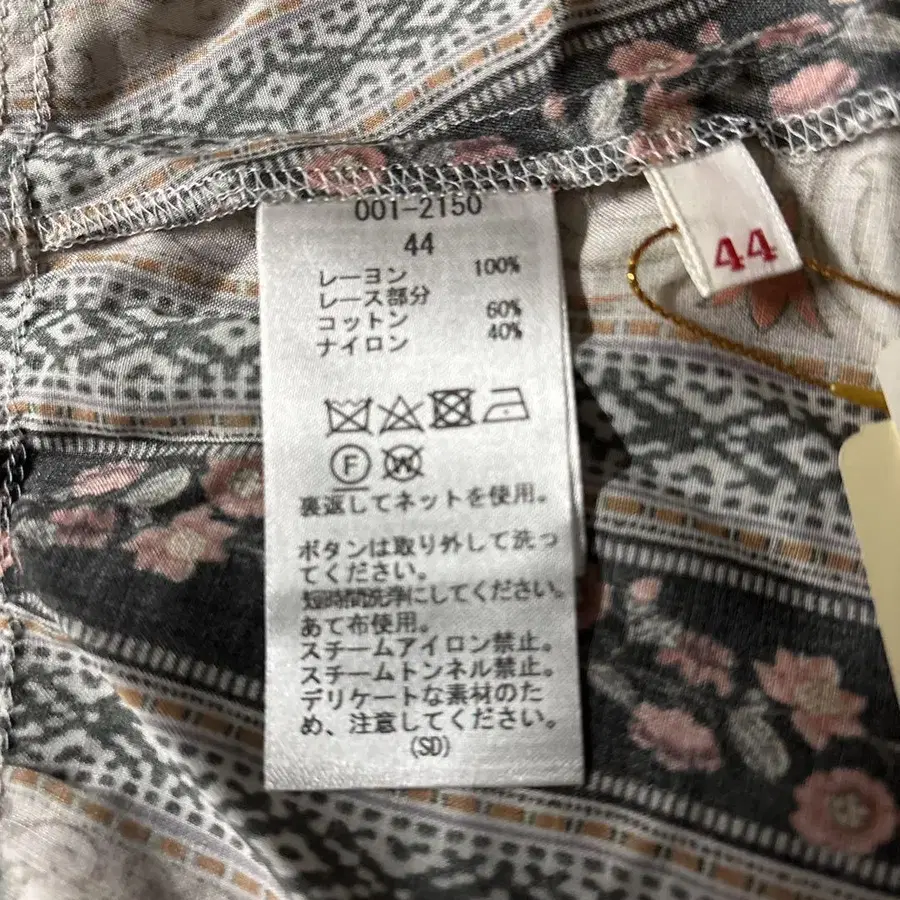 001-2150
44
レーヨン 100%
レース部分
コットン 60%
ナイロン 40%
F W
裏返してネットを使用。
ボタンは取り外して洗っ
てください。
短時間洗浄にしてください。
あて布使用。
スチームアイロン禁止。
スチームトンネル禁止。
デリケートな素材のた
め、注意してください。
(SD)
44